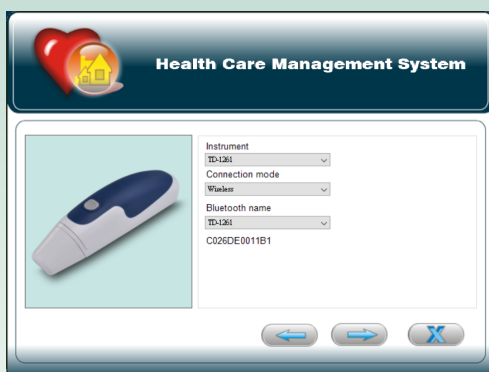 Health Care Management System
Instrument
TD-1261
Connection mode
Wireless
Bluetooth name
TD-1261
C026DE0011B1
X